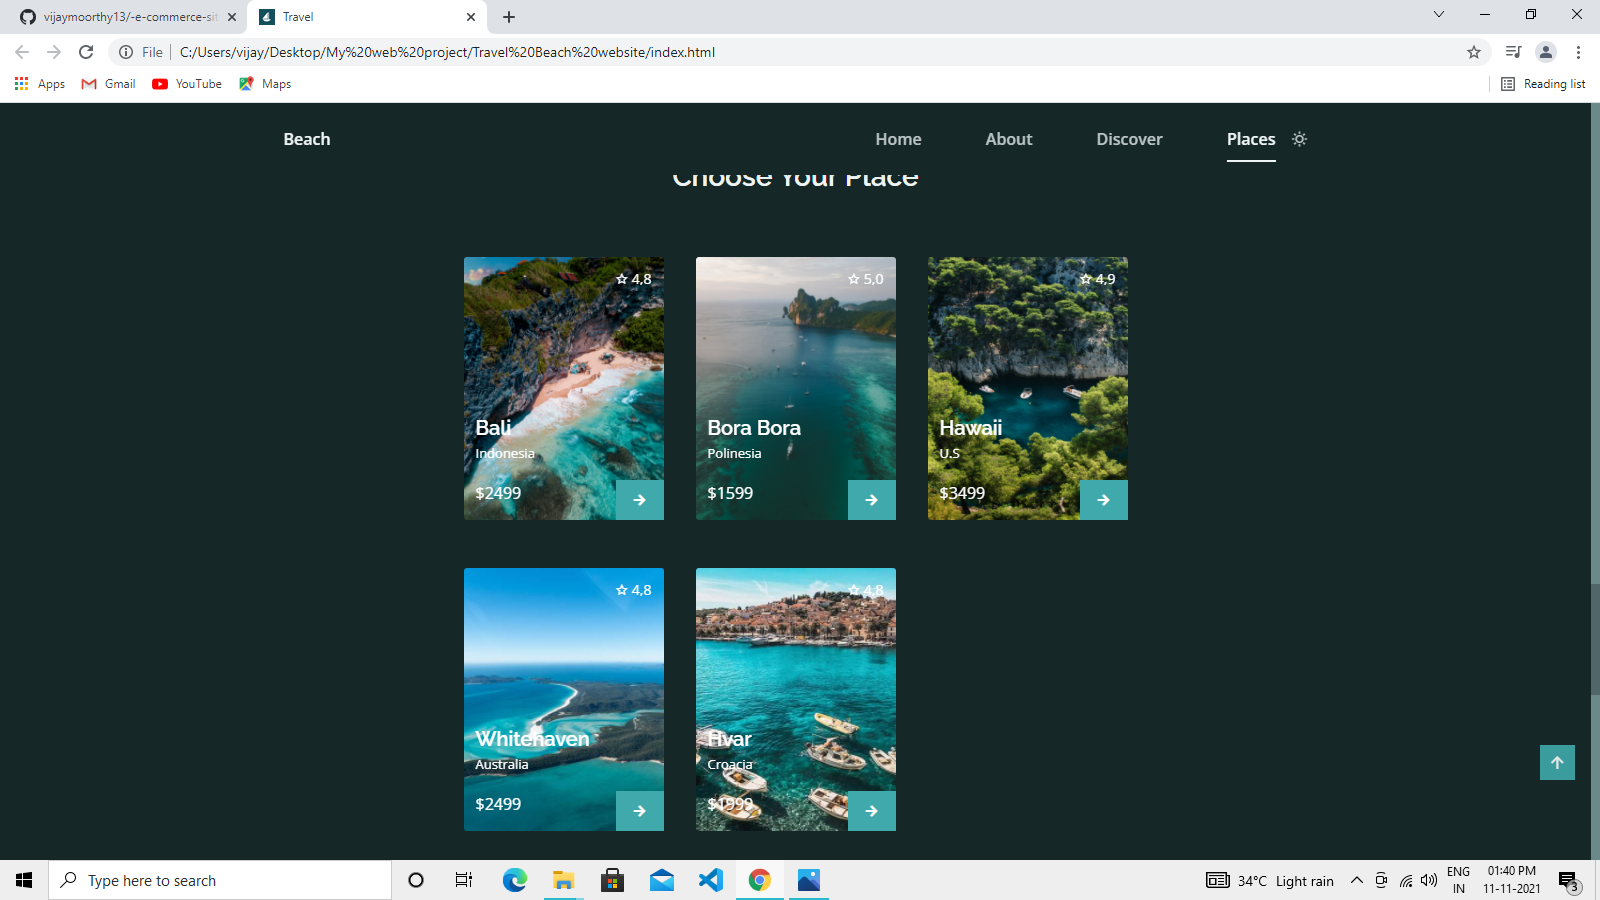 vijaymoorthy13/-e-commerce-sit
Travel
File
C:/Users/vijay/Desktop/My%20web%20project/Travel%20Beach%20website/index.html
Apps
Gmail
YouTube
Maps
Reading list
Beach
Home
About
Discover
Places
Choose Your Place
4,8
Bali
Indonesia
$2499
5,0
Bora Bora
Polinesia
$1599
4,9
Hawaii
U.S
$3499
4,8
Whitehaven
Australia
$2499
4,8
Hvar
Croacia
$1999
Type here to search
34°C Light rain
ENG
IN
01:40 PM
11-11-2021
3